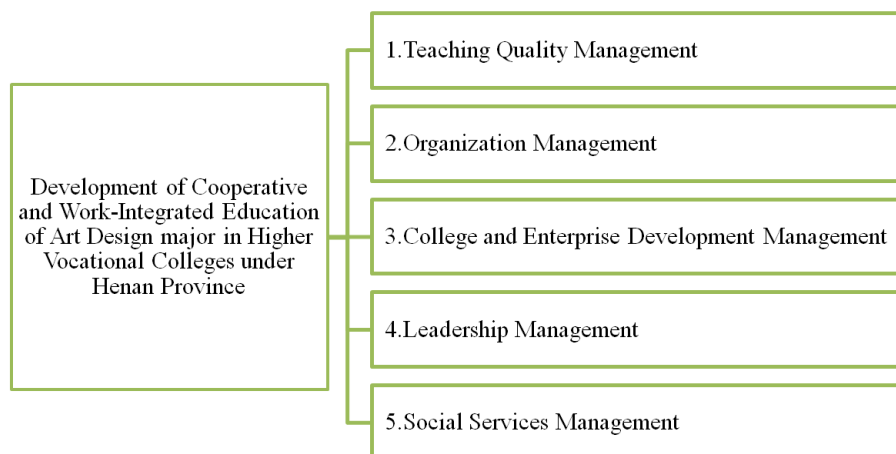 Development of Cooperative
and Work-Integrated Education
of Art Design major in Higher
Vocational Colleges under
Henan Province
1.Teaching Quality Management
2.Organization Management
3.College and Enterprise Development Management
4.Leadership Management
5.Social Services Management